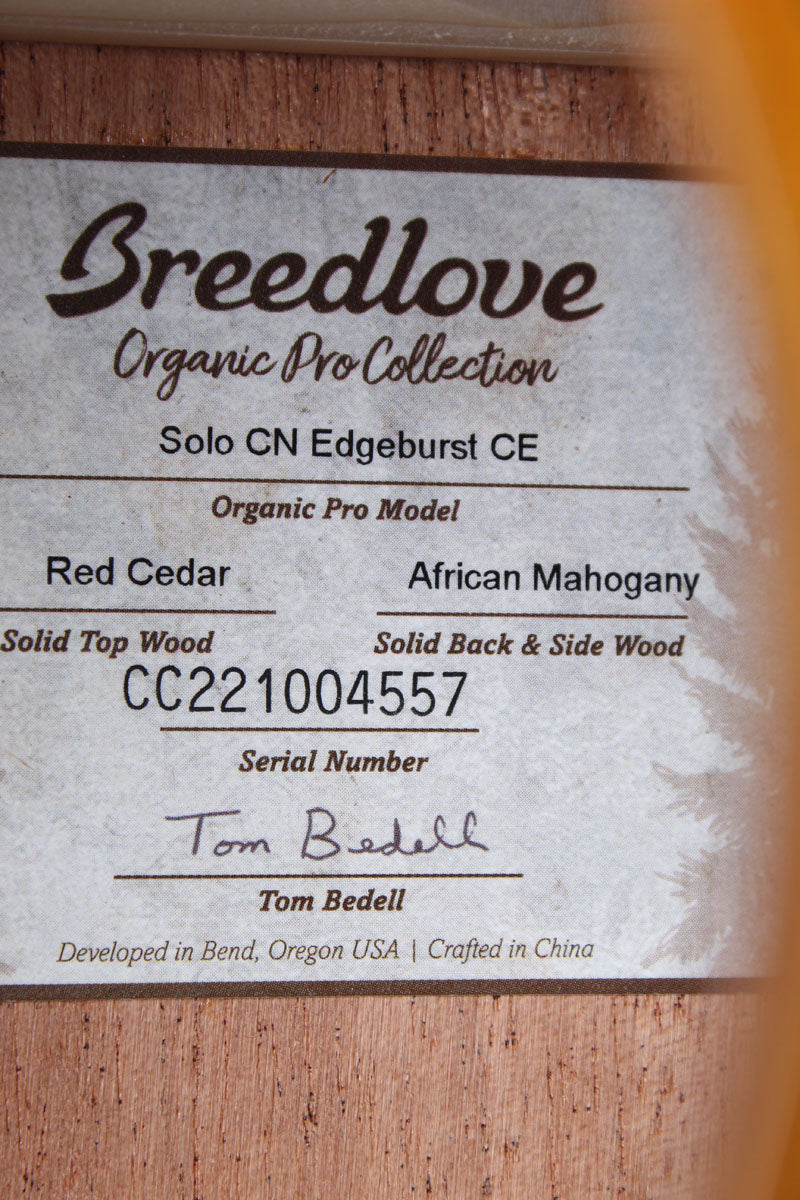 Breedlove
Organic Pro Collection
Solo CN Edgeburst CE
Organic Pro Model
Red Cedar African Mahogany
Solid Top Wood Solid Back & Side Wood
CC221004557
Serial Number
Tom Bedell
Tom Bedell
Developed in Bend, Oregon USA | Crafted in China